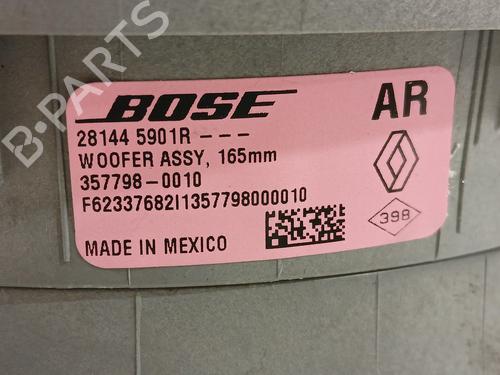 B-PARTS
BOSE
AR
28144 5901R - - -
WOOFER ASSY, 165mm
357798-0010
F62337682I1357798000010
398
MADE IN MEXICO